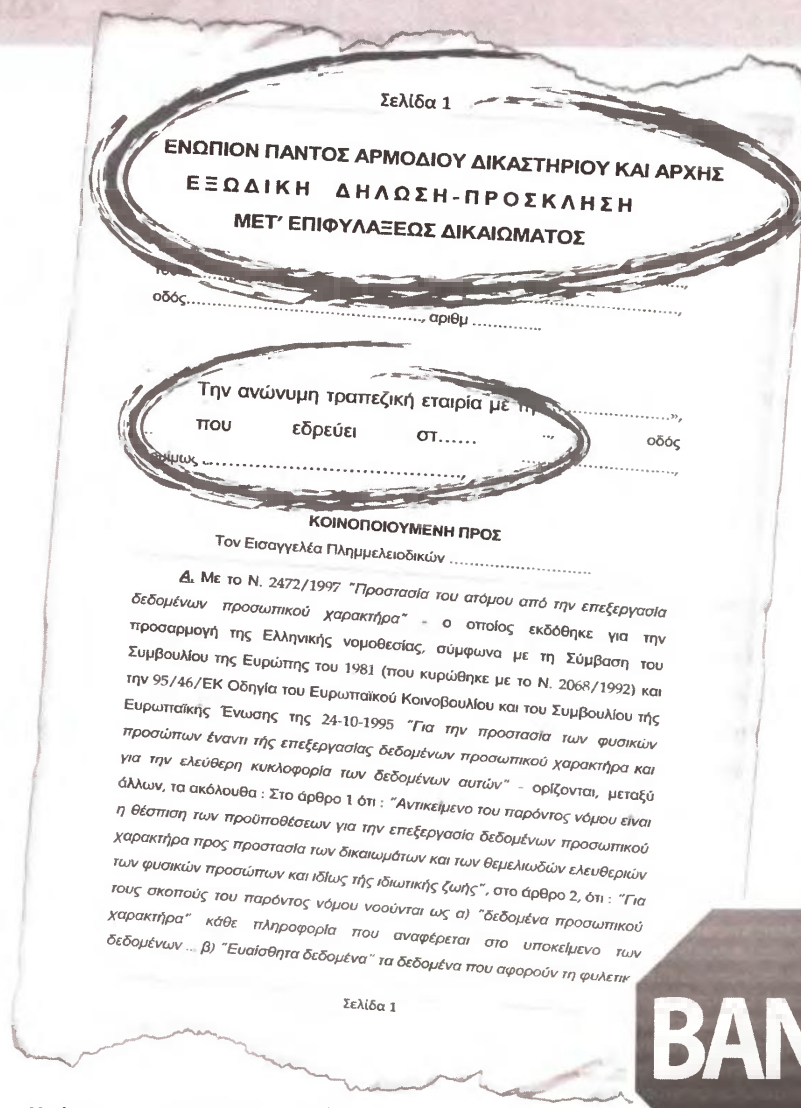 Σελίδα 1
ΕΝΩΠΙΟΝ ΠΑΝΤΟΣ ΑΡΜΟΔΙΟΥ ΔΙΚΑΣΤΗΡΙΟΥ ΚΑΙ ΑΡΧΗΣ
ΕΞΩΔΙΚΗ ΔΗΛΩΣΗ-ΠΡΟΣΚΛΗΣΗ
ΜΕΤ' ΕΠΙΦΥΛΑΞΕΩΣ ΔΙΚΑΙΩΜΑΤΟΣ
οδός............................................., αριθμ .............
Την ανώνυμη τραπεζική εταιρία με ....................»,
που εδρεύει στ...... .., οδός
..............................................., ..........................,
ΚΟΙΝΟΠΟΙΟΥΜΕΝΗ ΠΡΟΣ
Τον Εισαγγελέα Πλημμελειοδικών ...........................
Α. Με το Ν. 2472/1997 "Προστασία του ατόμου από την επεξεργασία
δεδομένων προσωπικού χαρακτήρα" - ο οποίος εκδόθηκε για την
προσαρμογή της Ελληνικής νομοθεσίας, σύμφωνα με τη Σύμβαση του
Συμβουλίου της Ευρώπης του 1981 (που κυρώθηκε με το Ν. 2068/1992) και
την 95/46/ΕΚ Οδηγία του Ευρωπαϊκού Κοινοβουλίου και του Συμβουλίου τής
Ευρωπαϊκής Ένωσης της 24-10-1995 "Για την προστασία των φυσικών
προσώπων έναντι τής επεξεργασίας δεδομένων προσωπικού χαρακτήρα και
για την ελεύθερη κυκλοφορία των δεδομένων αυτών" - ορίζονται, μεταξύ
άλλων, τα ακόλουθα : Στο άρθρο 1 ότι : "Αντικείμενο του παρόντος νόμου είναι
η θέσπιση των προϋποθέσεων για την επεξεργασία δεδομένων προσωπικού
χαρακτήρα προς προστασία των δικαιωμάτων και των θεμελιωδών ελευθεριών
των φυσικών προσώπων και ιδίως τής ιδιωτικής ζωής", στο άρθρο 2, ότι : "Για
τους σκοπούς του παρόντος νόμου νοούνται ως α) "δεδομένα προσωπικού
χαρακτήρα" κάθε πληροφορία που αναφέρεται στο υποκείμενο των
δεδομένων ... β) "Ευαίσθητα δεδομένα" τα δεδομένα που αφορούν τη φυλετικ
Σελίδα 1
BAN